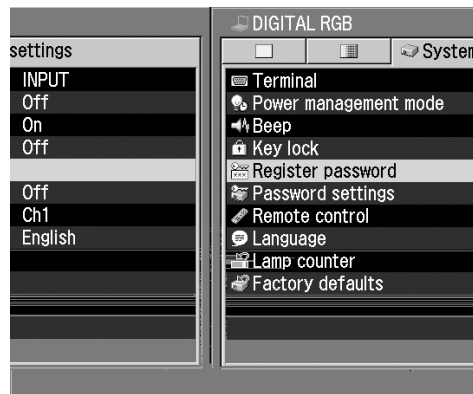 settings
INPUT
Off
On
Off
Off
Ch1
English
DIGITAL RGB
System
Terminal
Power management mode
Beep
Key lock
Register password
Password settings
Remote control
Language
Lamp counter
Factory defaults